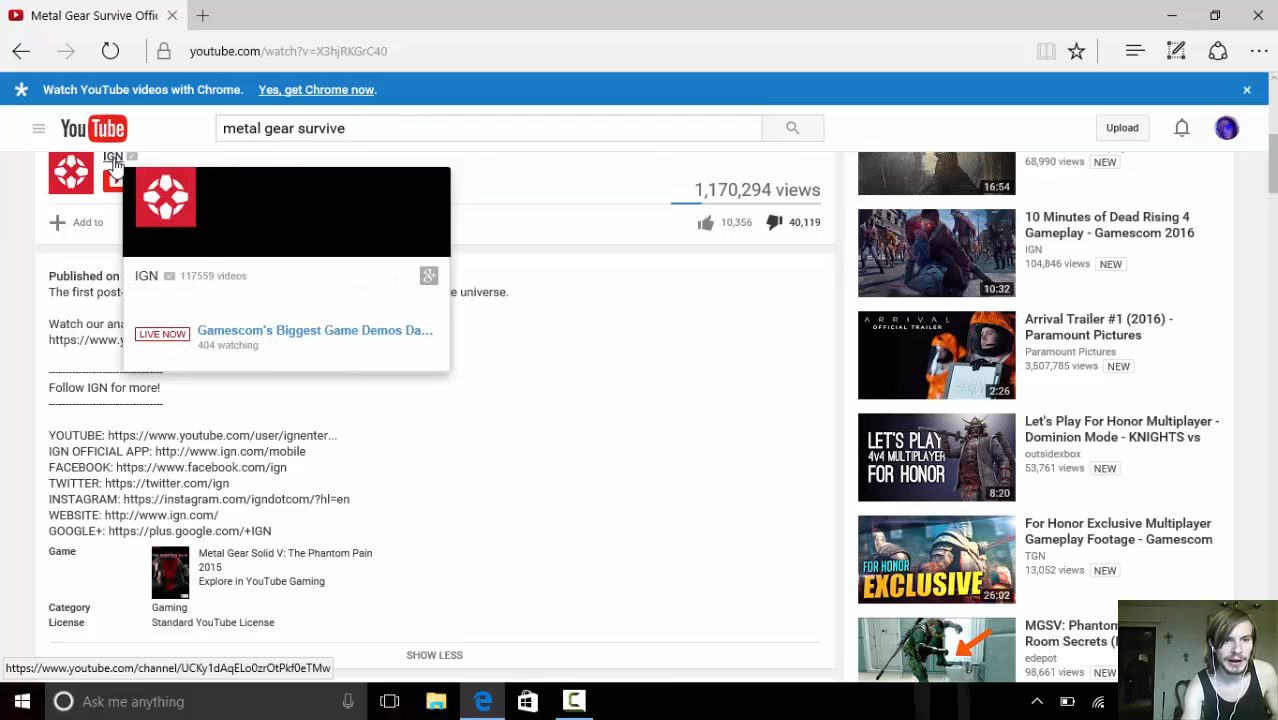 Metal Gear Survive Offic
youtube.com/watch?v=X3hjRKGrC40
Watch YouTube videos with Chrome. Yes, get Chrome now.
YouTube
metal gear survive
Upload
IGN
1,170,294 views
Add to
10,356
40,119
IGN 117559 videos
LIVE NOW Gamescom's Biggest Game Demos Da...
404 watching
Published on
The first post- e universe.
Watch our ana
https://www.y
---------------------------------
Follow IGN for more!
---------------------------------
YOUTUBE: https://www.youtube.com/user/ignenter...
IGN OFFICIAL APP: http://www.ign.com/mobile
FACEBOOK: https://www.facebook.com/ign
TWITTER: https://twitter.com/ign
INSTAGRAM: https://instagram.com/igndotcom/?hl=en
WEBSITE: http://www.ign.com/
GOOGLE+: https://plus.google.com/+IGN
Game
Metal Gear Solid V: The Phantom Pain
2015
Explore in YouTube Gaming
Category Gaming
License Standard YouTube License
SHOW LESS
68,990 views NEW
16:54
10 Minutes of Dead Rising 4
Gameplay - Gamescom 2016
IGN
104,846 views NEW
10:32
ARRIVAL
OFFICIAL TRAILER
2:26
Arrival Trailer #1 (2016) -
Paramount Pictures
Paramount Pictures
3,507,785 views NEW
LET'S PLAY
4V4 MULTIPLAYER
FOR HONOR
8:20
Let's Play For Honor Multiplayer -
Dominion Mode - KNIGHTS vs
outsidexbox
53,761 views NEW
FOR HONOR
EXCLUSIVE
26:02
For Honor Exclusive Multiplayer
Gameplay Footage - Gamescom
TGN
13,052 views NEW
MGSV: Phantom
Room Secrets (
edepot
98,661 views NEW
https://www.youtube.com/channel/UCKy1dAqELo0zrOtPkf0eTMw
Ask me anything